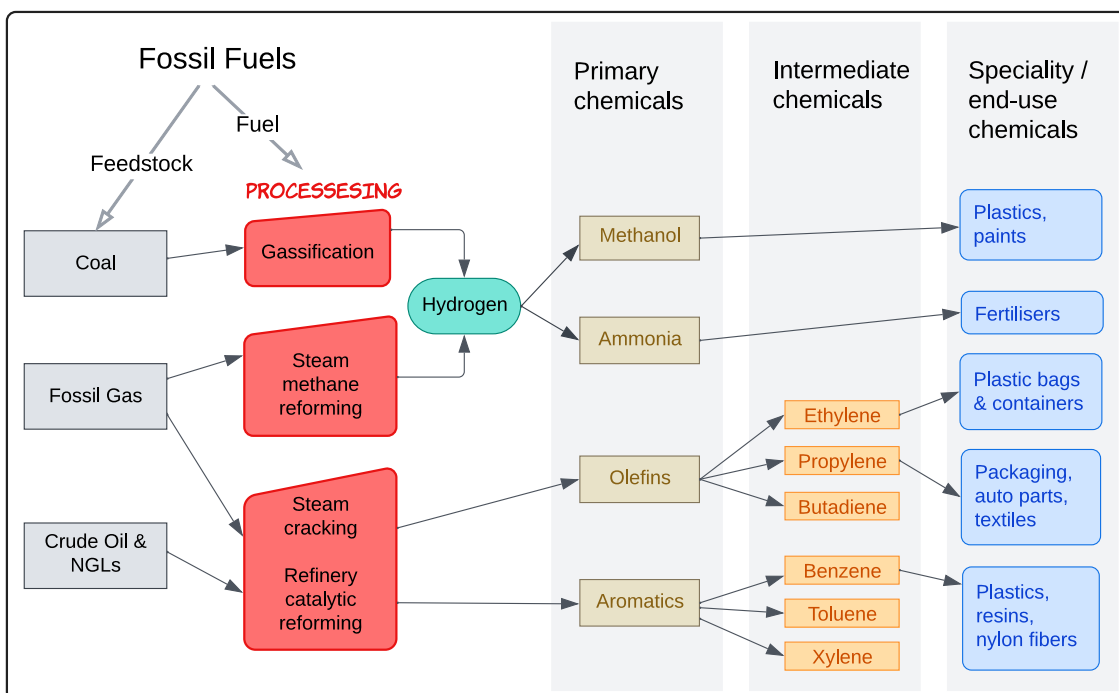 Fossil Fuels
Fuel
Feedstock
PROCESSESING
Coal
Fossil Gas
Crude Oil &
NGLs
Gassification
Steam
methane
reforming
Steam
cracking
Refinery
catalytic
reforming
Hydrogen
Primary
chemicals
Methanol
Ammonia
Olefins
Aromatics
Intermediate
chemicals
Ethylene
Propylene
Butadiene
Benzene
Toluene
Xylene
Speciality /
end-use
chemicals
Plastics,
paints
Fertilisers
Plastic bags
& containers
Packaging,
auto parts,
textiles
Plastics,
resins,
nylon fibers